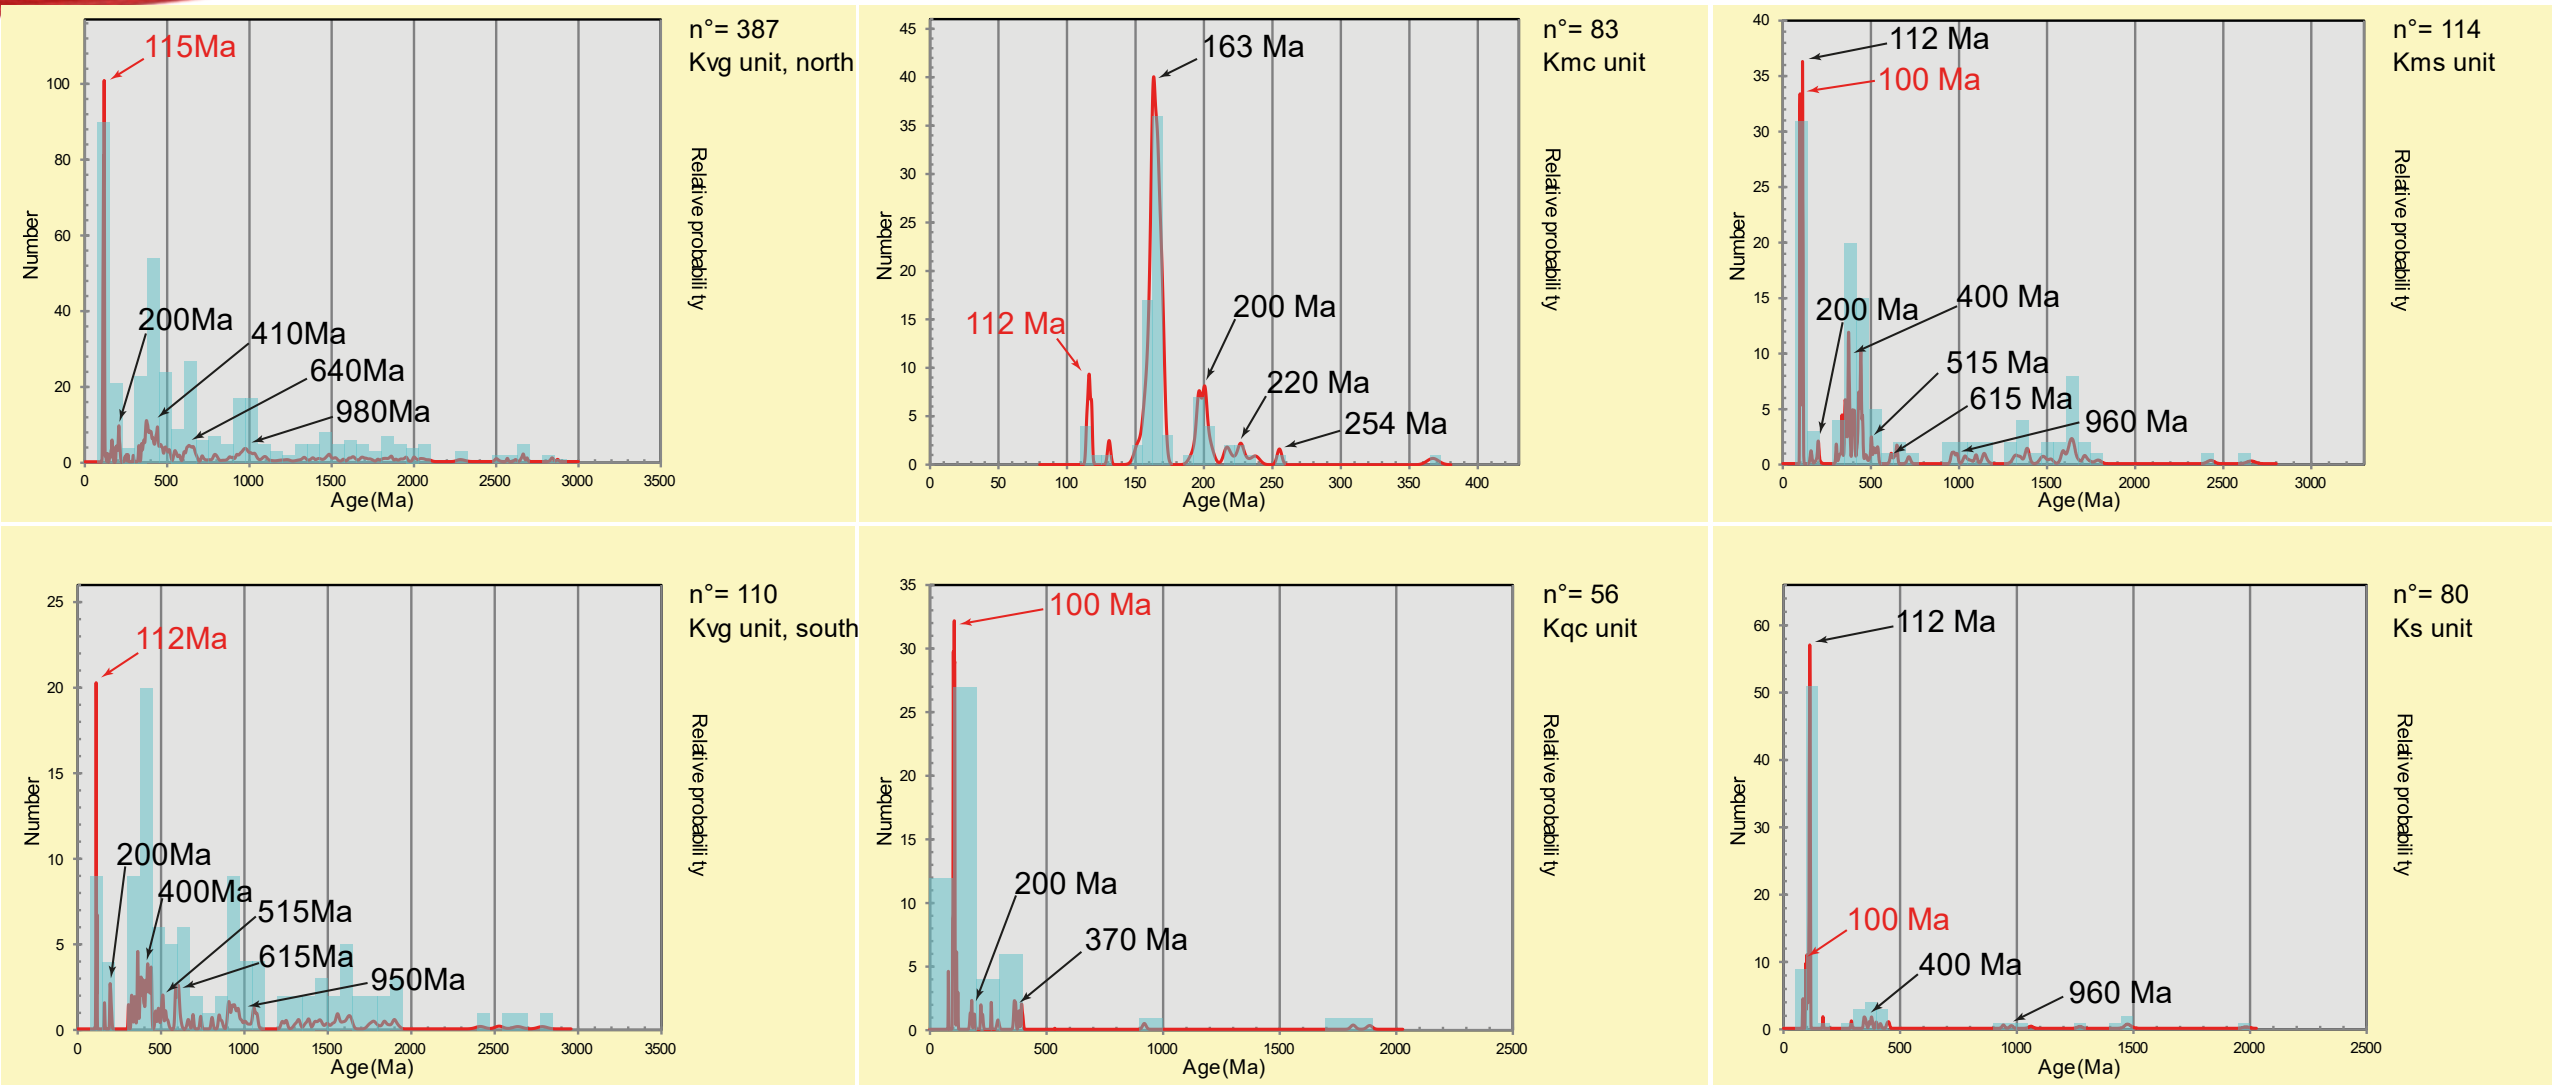 n°= 387
Kvg unit, north
115Ma
200Ma
410Ma
640Ma
980Ma
Number
Relative probability
100
80
60
40
20
0
0 500 1000 1500 2000 2500 3000 3500
Age(Ma)
n°= 83
Kmc unit
163 Ma
112 Ma
200 Ma
220 Ma
254 Ma
Number
Relative probability
45
40
35
30
25
20
15
10
5
0
0 50 100 150 200 250 300 350 400
Age(Ma)
n°= 114
Kms unit
112 Ma
100 Ma
200 Ma
400 Ma
515 Ma
615 Ma
960 Ma
Number
Relative probability
40
35
30
25
20
15
10
5
0
0 500 1000 1500 2000 2500 3000
Age(Ma)
n°= 110
Kvg unit, south
112Ma
200Ma
400Ma
515Ma
615Ma
950Ma
Number
Relative probability
25
20
15
10
5
0
0 500 1000 1500 2000 2500 3000 3500
Age(Ma)
n°= 56
Kqc unit
100 Ma
200 Ma
370 Ma
Number
Relative probability
35
30
25
20
15
10
5
0
0 500 1000 1500 2000 2500
Age(Ma)
n°= 80
Ks unit
112 Ma
100 Ma
400 Ma
960 Ma
Number
Relative probability
60
50
40
30
20
10
0
0 500 1000 1500 2000 2500
Age(Ma)